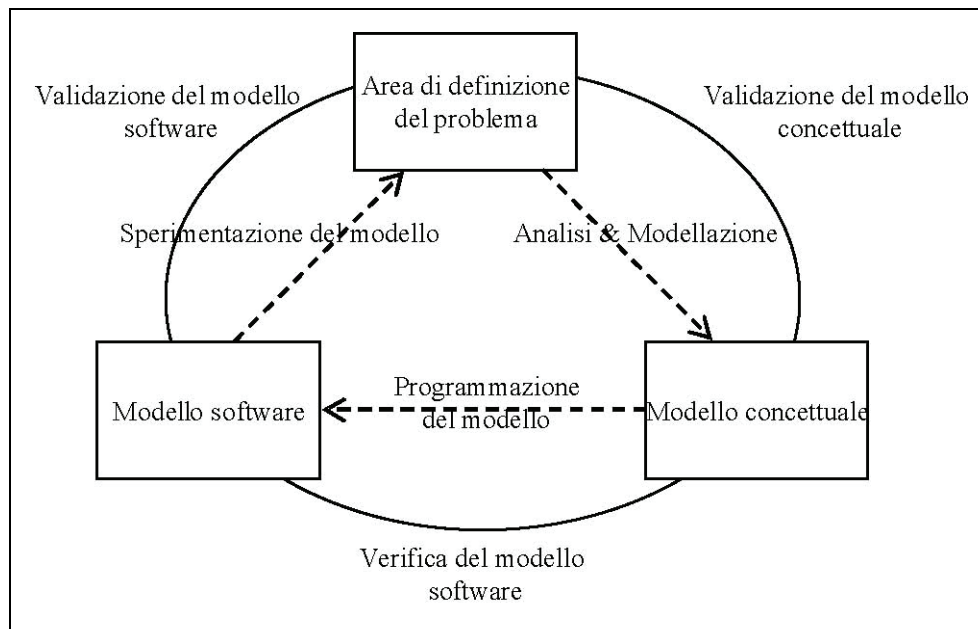 Validazione del modello
software
Area di definizione
del problema
Validazione del modello
concettuale
Sperimentazione del modello
Analisi & Modellazione
Modello software
Programmazione
del modello
Modello concettuale
Verifica del modello
software